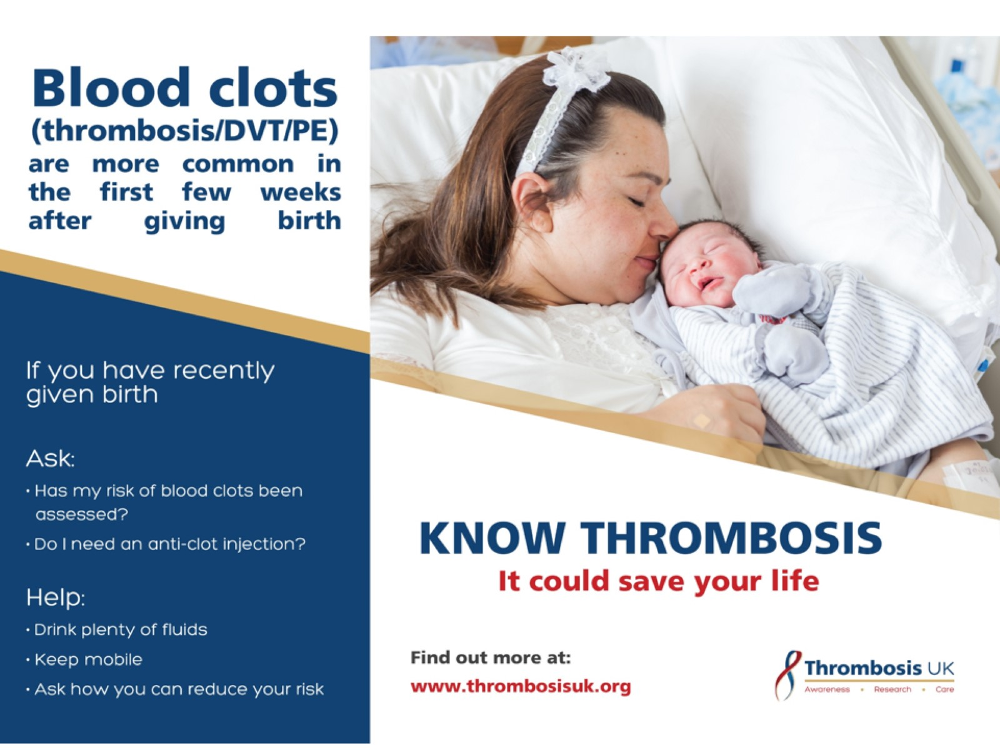 Blood clots
(thrombosis/DVT/PE)
are more common in
the first few weeks
after giving birth
If you have recently
given birth
Ask:
• Has my risk of blood clots been
assessed?
• Do I need an anti-clot injection?
Help:
• Drink plenty of fluids
• Keep mobile
• Ask how you can reduce your risk
KNOW THROMBOSIS
It could save your life
Find out more at:
www.thrombosisuk.org
Thrombosis UK
Awareness • Research • Care